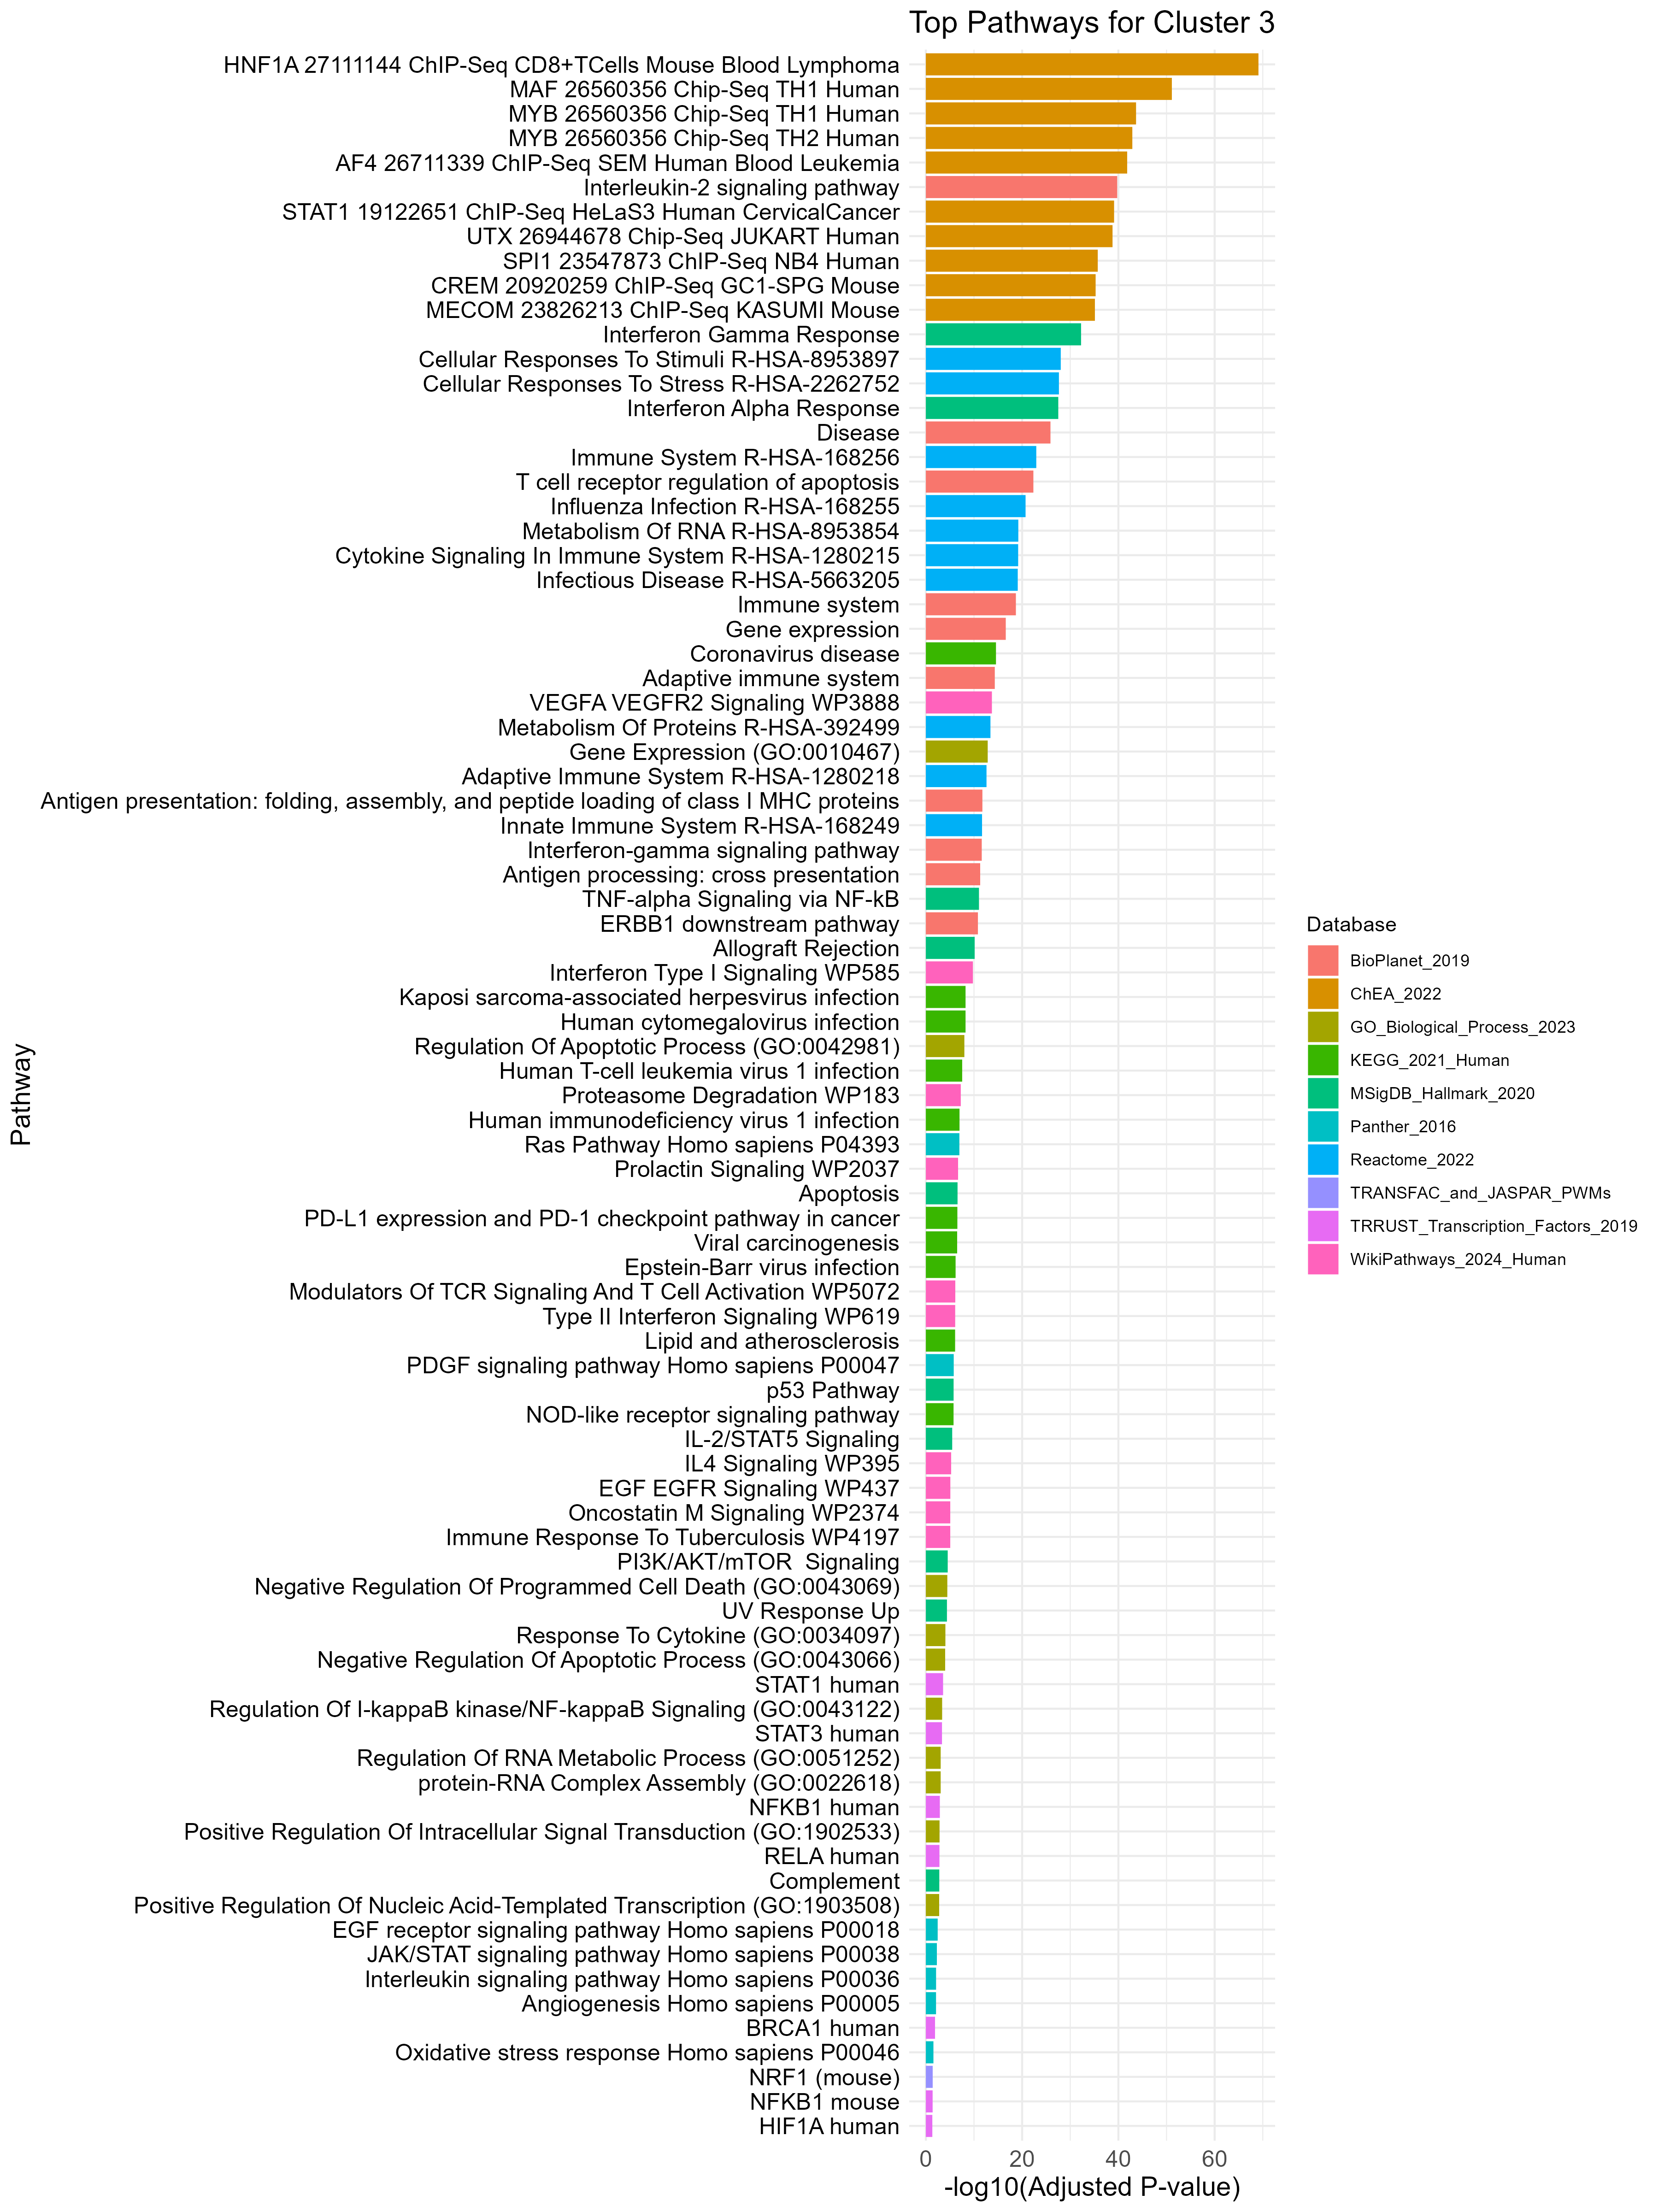 Top Pathways for Cluster 3
HNF1A 27111144 ChIP-Seq CD8+TCells Mouse Blood Lymphoma
MAF 26560356 Chip-Seq TH1 Human
MYB 26560356 Chip-Seq TH1 Human
MYB 26560356 Chip-Seq TH2 Human
AF4 26711339 ChIP-Seq SEM Human Blood Leukemia
Interleukin-2 signaling pathway
STAT1 19122651 ChIP-Seq HeLaS3 Human CervicalCancer
UTX 26944678 Chip-Seq JUKART Human
SPI1 23547873 ChIP-Seq NB4 Human
CREM 20920259 ChIP-Seq GC1-SPG Mouse
MECOM 23826213 ChIP-Seq KASUMI Mouse
Interferon Gamma Response
Cellular Responses To Stimuli R-HSA-8953897
Cellular Responses To Stress R-HSA-2262752
Interferon Alpha Response
Disease
Immune System R-HSA-168256
T cell receptor regulation of apoptosis
Influenza Infection R-HSA-168255
Metabolism Of RNA R-HSA-8953854
Cytokine Signaling In Immune System R-HSA-1280215
Infectious Disease R-HSA-5663205
Immune system
Gene expression
Coronavirus disease
Adaptive immune system
VEGFA VEGFR2 Signaling WP3888
Metabolism Of Proteins R-HSA-392499
Gene Expression (GO:0010467)
Adaptive Immune System R-HSA-1280218
Antigen presentation: folding, assembly, and peptide loading of class I MHC proteins
Innate Immune System R-HSA-168249
Interferon-gamma signaling pathway
Antigen processing: cross presentation
TNF-alpha Signaling via NF-kB
ERBB1 downstream pathway
Allograft Rejection
Interferon Type I Signaling WP585
Kaposi sarcoma-associated herpesvirus infection
Human cytomegalovirus infection
Regulation Of Apoptotic Process (GO:0042981)
Human T-cell leukemia virus 1 infection
Proteasome Degradation WP183
Human immunodeficiency virus 1 infection
Ras Pathway Homo sapiens P04393
Prolactin Signaling WP2037
Apoptosis
PD-L1 expression and PD-1 checkpoint pathway in cancer
Viral carcinogenesis
Epstein-Barr virus infection
Modulators Of TCR Signaling And T Cell Activation WP5072
Type II Interferon Signaling WP619
Lipid and atherosclerosis
PDGF signaling pathway Homo sapiens P00047
p53 Pathway
NOD-like receptor signaling pathway
IL-2/STAT5 Signaling
IL4 Signaling WP395
EGF EGFR Signaling WP437
Oncostatin M Signaling WP2374
Immune Response To Tuberculosis WP4197
PI3K/AKT/mTOR  Signaling
Negative Regulation Of Programmed Cell Death (GO:0043069)
UV Response Up
Response To Cytokine (GO:0034097)
Negative Regulation Of Apoptotic Process (GO:0043066)
STAT1 human
Regulation Of I-kappaB kinase/NF-kappaB Signaling (GO:0043122)
STAT3 human
Regulation Of RNA Metabolic Process (GO:0051252)
protein-RNA Complex Assembly (GO:0022618)
NFKB1 human
Positive Regulation Of Intracellular Signal Transduction (GO:1902533)
RELA human
Complement
Positive Regulation Of Nucleic Acid-Templated Transcription (GO:1903508)
EGF receptor signaling pathway Homo sapiens P00018
JAK/STAT signaling pathway Homo sapiens P00038
Interleukin signaling pathway Homo sapiens P00036
Angiogenesis Homo sapiens P00005
BRCA1 human
Oxidative stress response Homo sapiens P00046
NRF1 (mouse)
NFKB1 mouse
HIF1A human
0 20 40 60
-log10(Adjusted P-value)
Pathway
Database
BioPlanet_2019
ChEA_2022
GO_Biological_Process_2023
KEGG_2021_Human
MSigDB_Hallmark_2020
Panther_2016
Reactome_2022
TRANSFAC_and_JASPAR_PWMs
TRRUST_Transcription_Factors_2019
WikiPathways_2024_Human